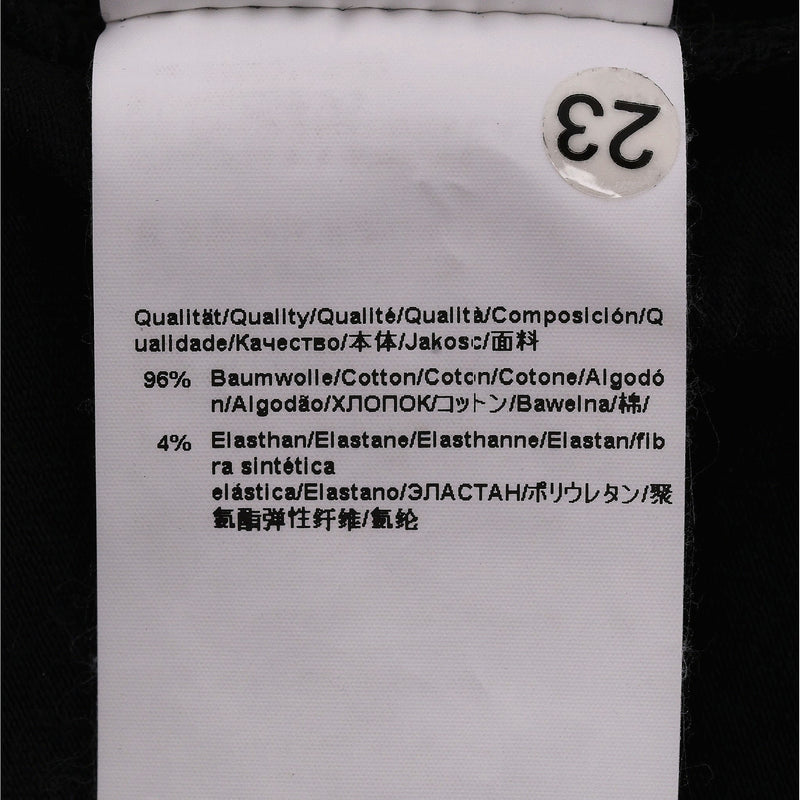 23
Qualität/Quality/Qualité/Qualità/Composición/Q
ualidade/Качество/本体/Jakosc/面料
96% Baumwolle/Cotton/Coton/Cotone/Algodó
n/Algodão/ХЛОПОК/コットン/Bawelna/棉/
4% Elasthan/Elastane/Elasthanne/Elastan/fib
ra sintética
elástica/Elastano/ЭЛАСТАН/ポリウレタン/聚
氨酯弹性纤维/氨纶